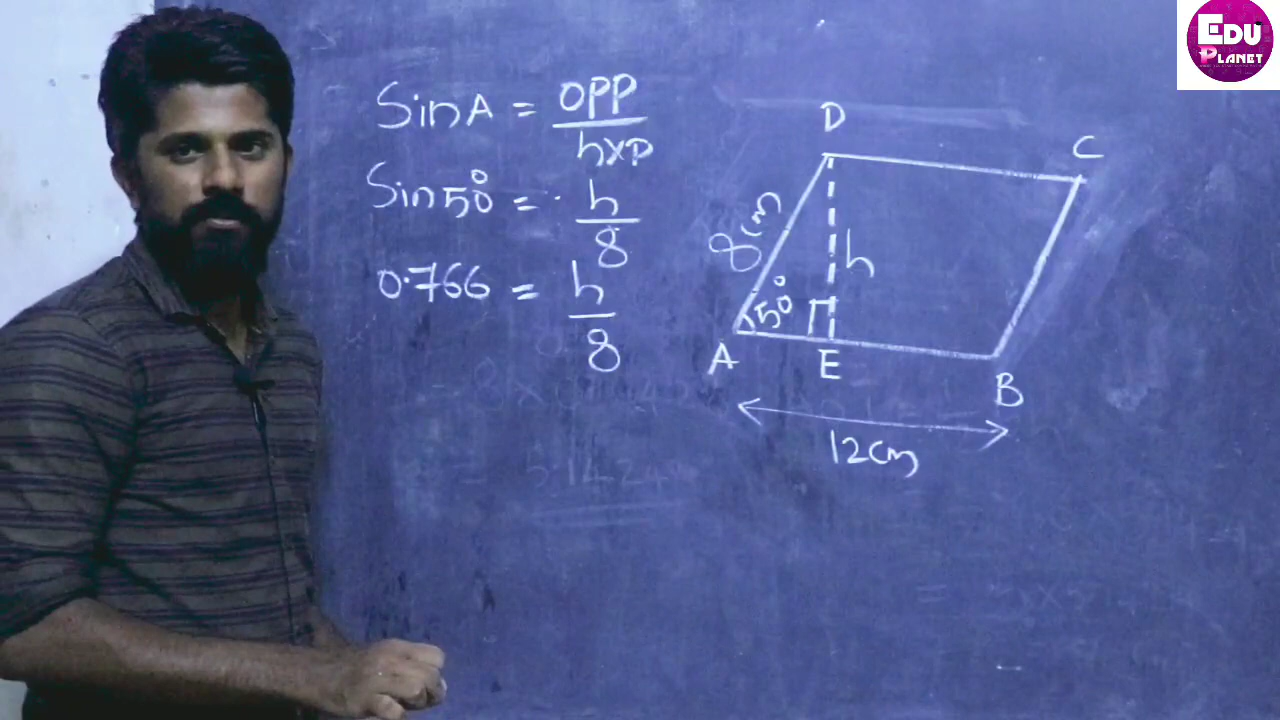 EDU PLANET
SinA = opp/hyp
Sin50° = h/8
0.766 = h/8
D
C
8cm
h
50°
A
E
B
12cm